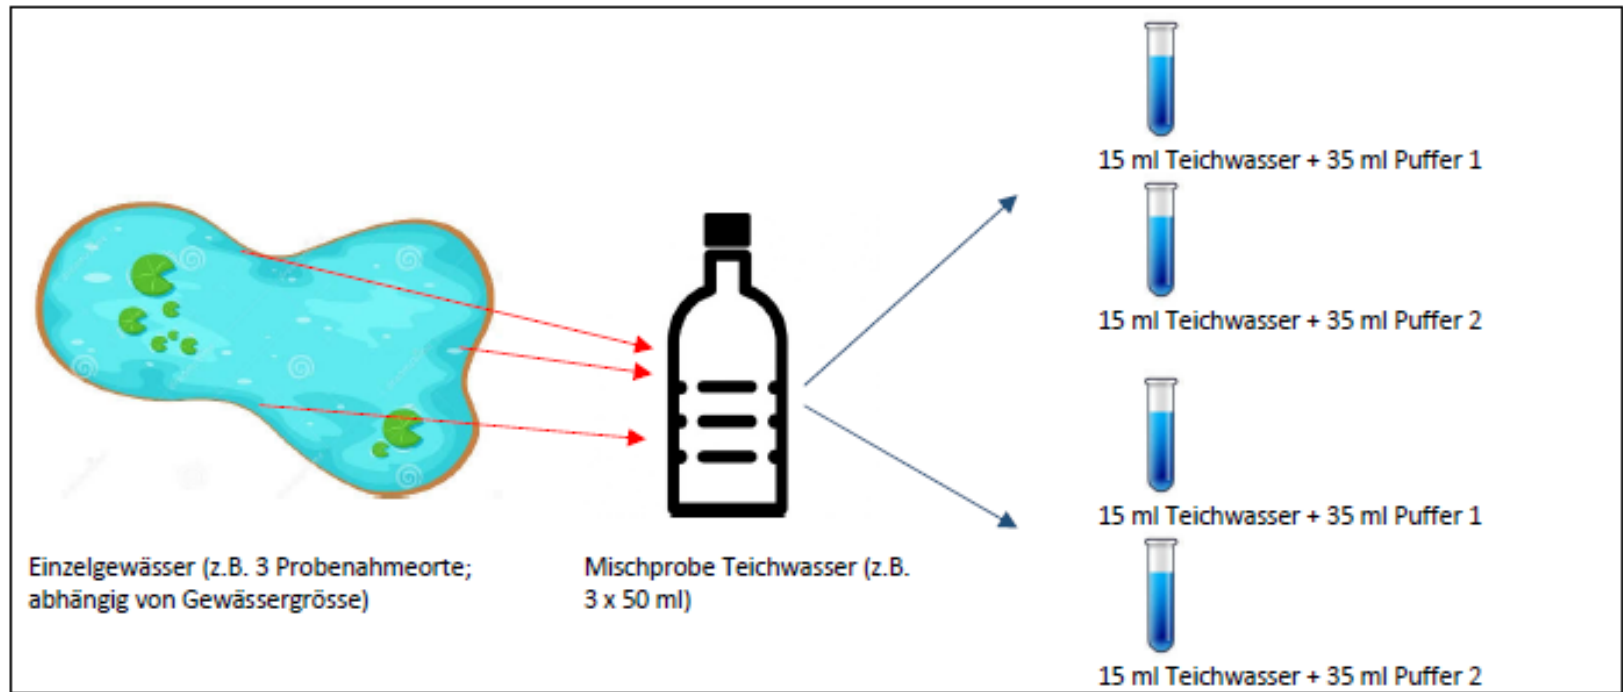 15 ml Teichwasser + 35 ml Puffer 1
15 ml Teichwasser + 35 ml Puffer 2
15 ml Teichwasser + 35 ml Puffer 1
15 ml Teichwasser + 35 ml Puffer 2
Einzelgewässer (z.B. 3 Probenahmeorte;
abhängig von Gewässergrösse)
Mischprobe Teichwasser (z.B.
3 x 50 ml)